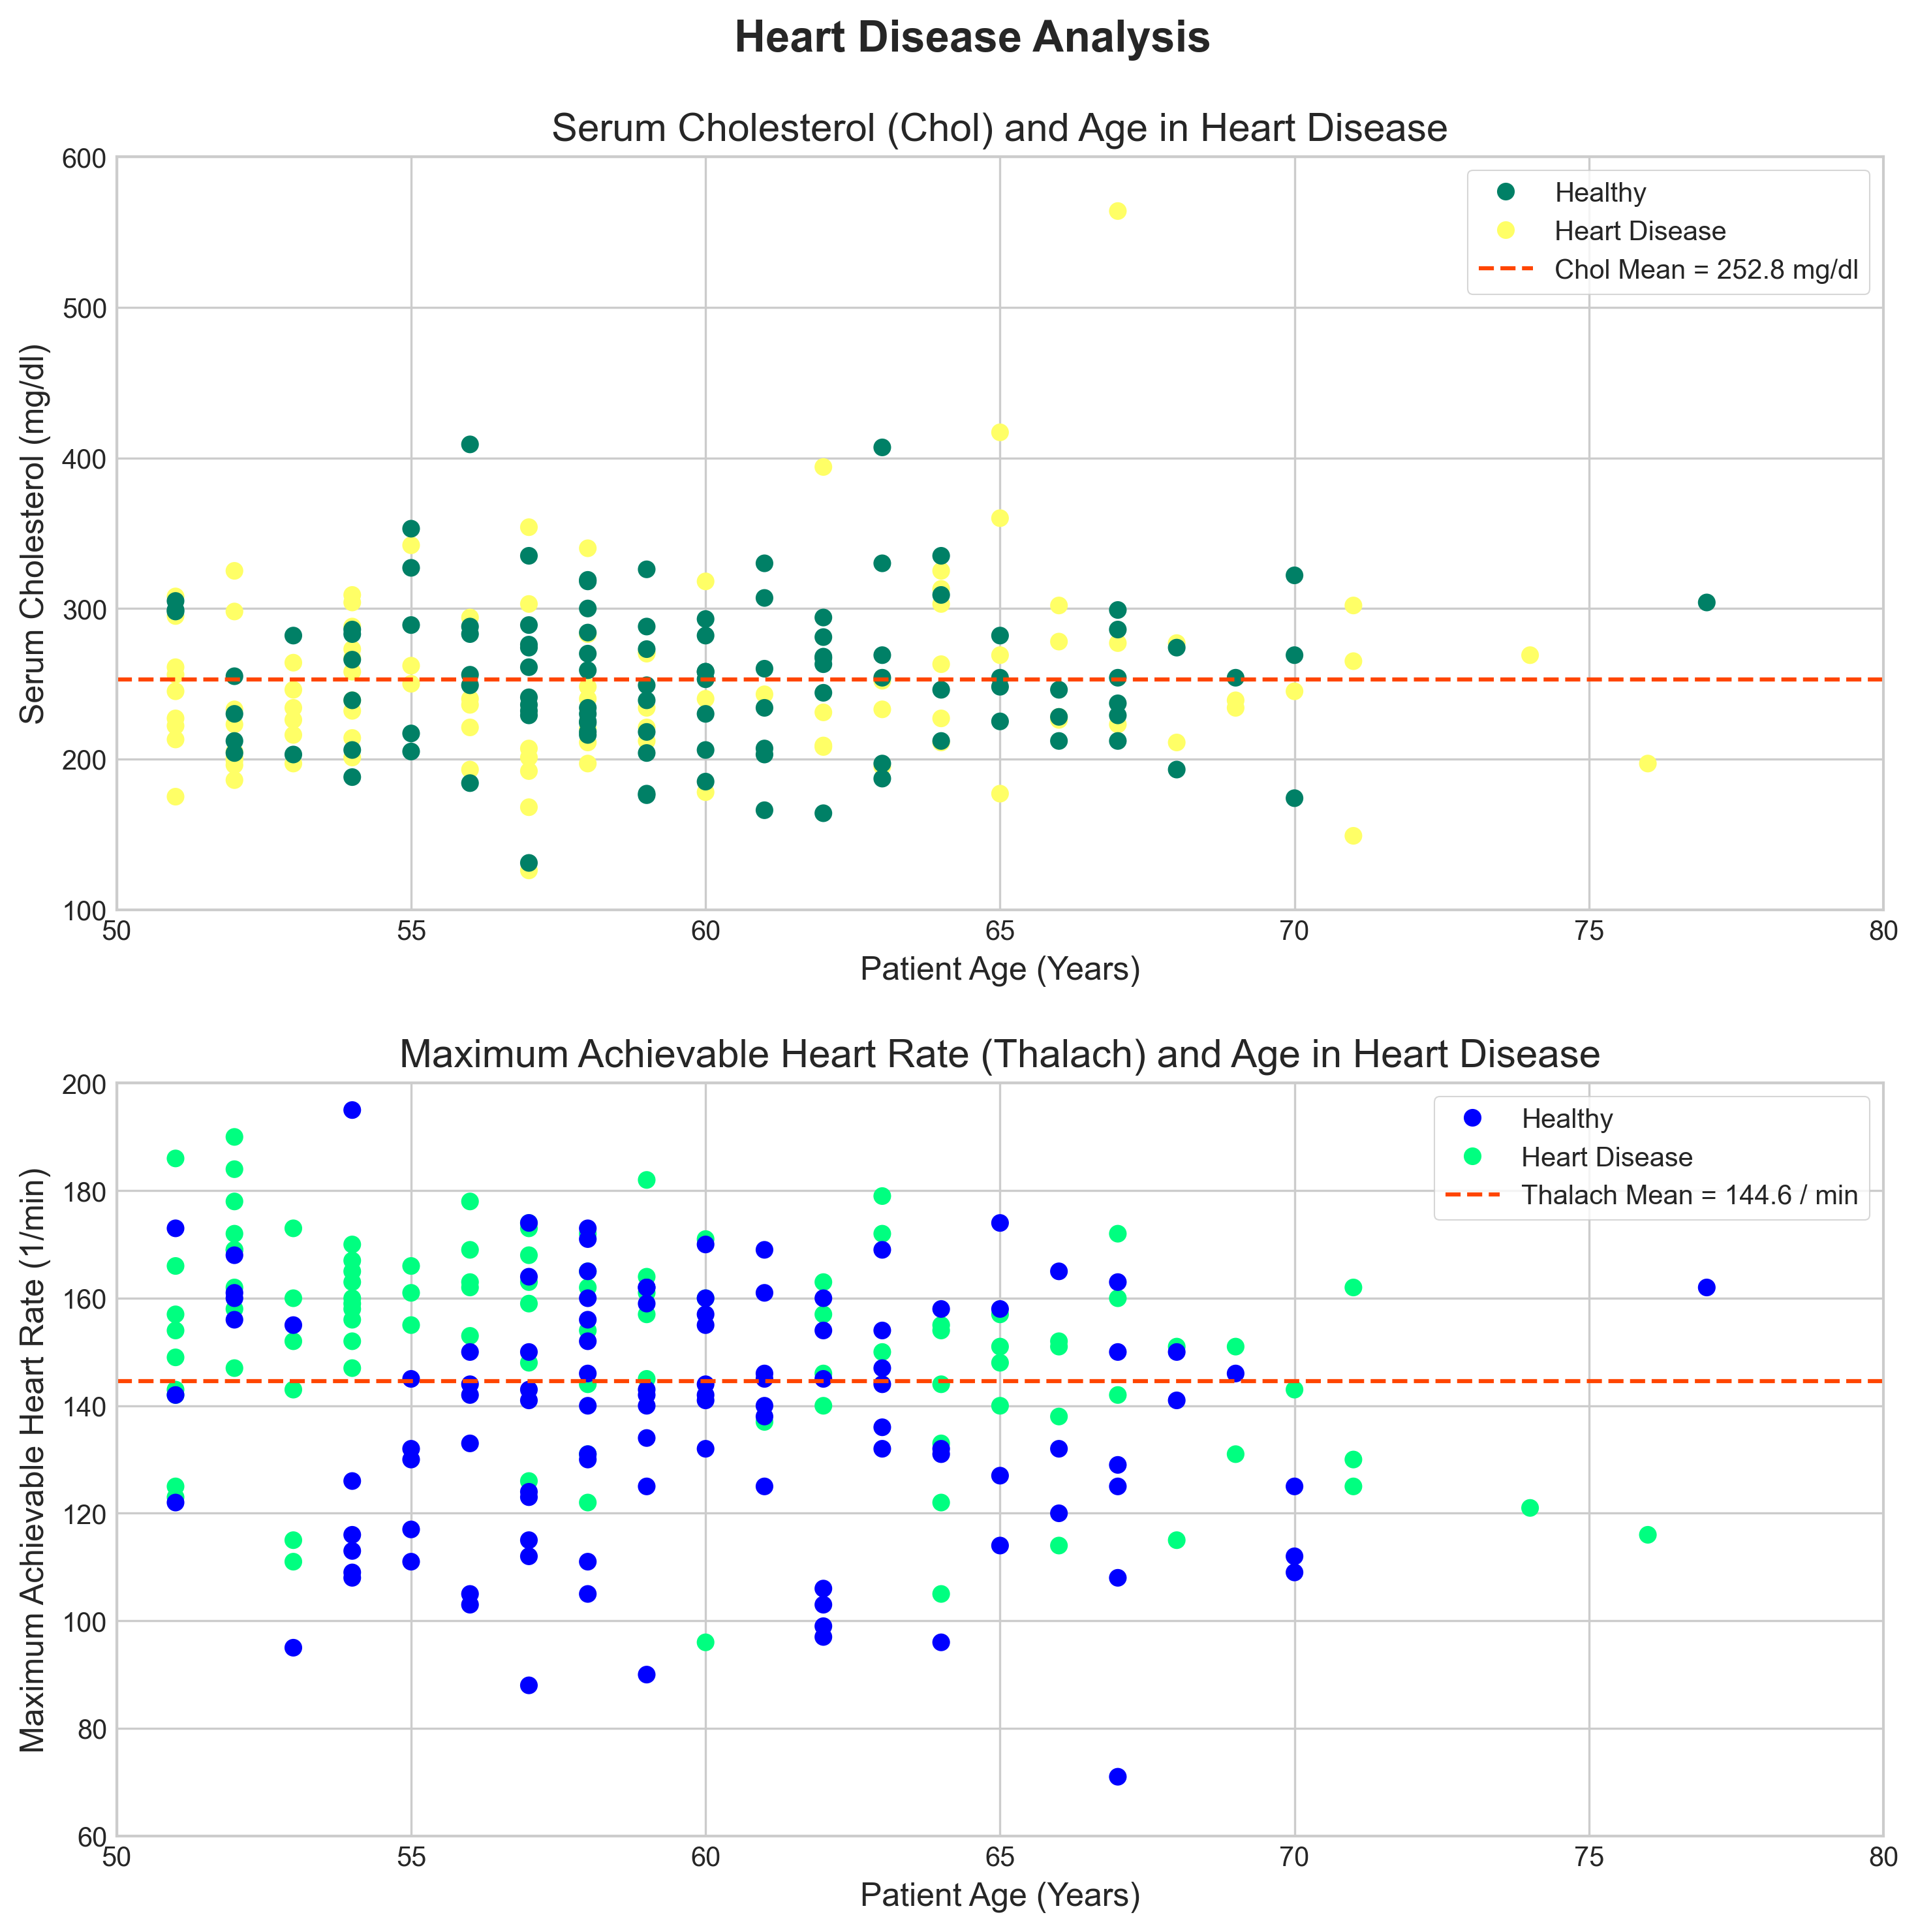 Heart Disease Analysis
Serum Cholesterol (Chol) and Age in Heart Disease
600
500
400
300
200
100
Serum Cholesterol (mg/dl)
Healthy
Heart Disease
Chol Mean = 252.8 mg/dl
50 55 60 65 70 75 80
Patient Age (Years)
Maximum Achievable Heart Rate (Thalach) and Age in Heart Disease
200
180
160
140
120
100
80
60
Maximum Achievable Heart Rate (1/min)
Healthy
Heart Disease
Thalach Mean = 144.6 / min
50 55 60 65 70 75 80
Patient Age (Years)